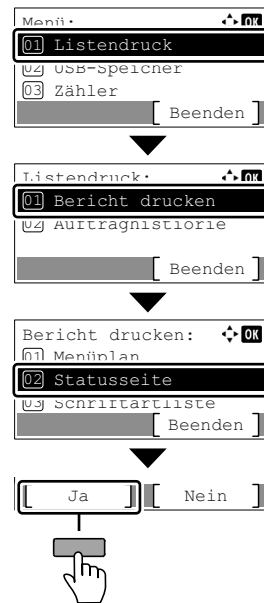 Menü: OK
01 Listendruck
02 USB-Speicher
03 Zähler
[ Beenden ]
Listendruck: OK
01 Bericht drucken
02 Auftraghistiorie
[ Beenden ]
Bericht drucken: OK
01 Menüplan
02 Statusseite
03 Schriftartliste
[ Beenden ]
[ Ja ] [ Nein ]